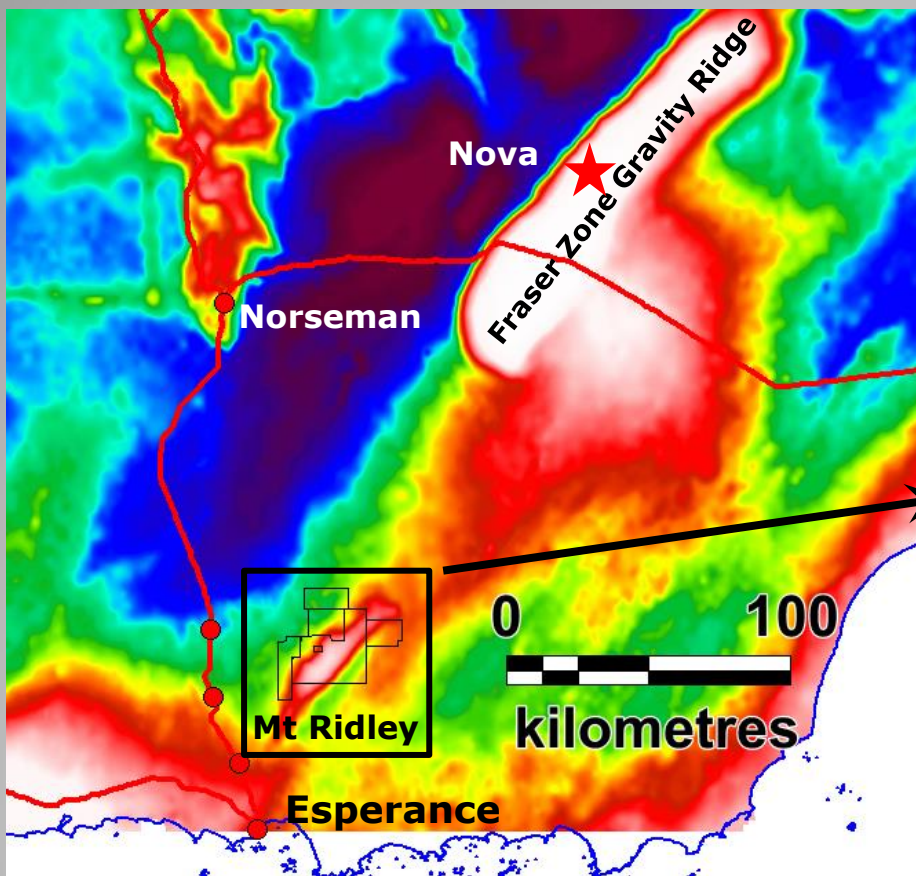 Fraser Zone Gravity Ridge
Nova
Norseman
0 100
kilometres
Mt Ridley
Esperance